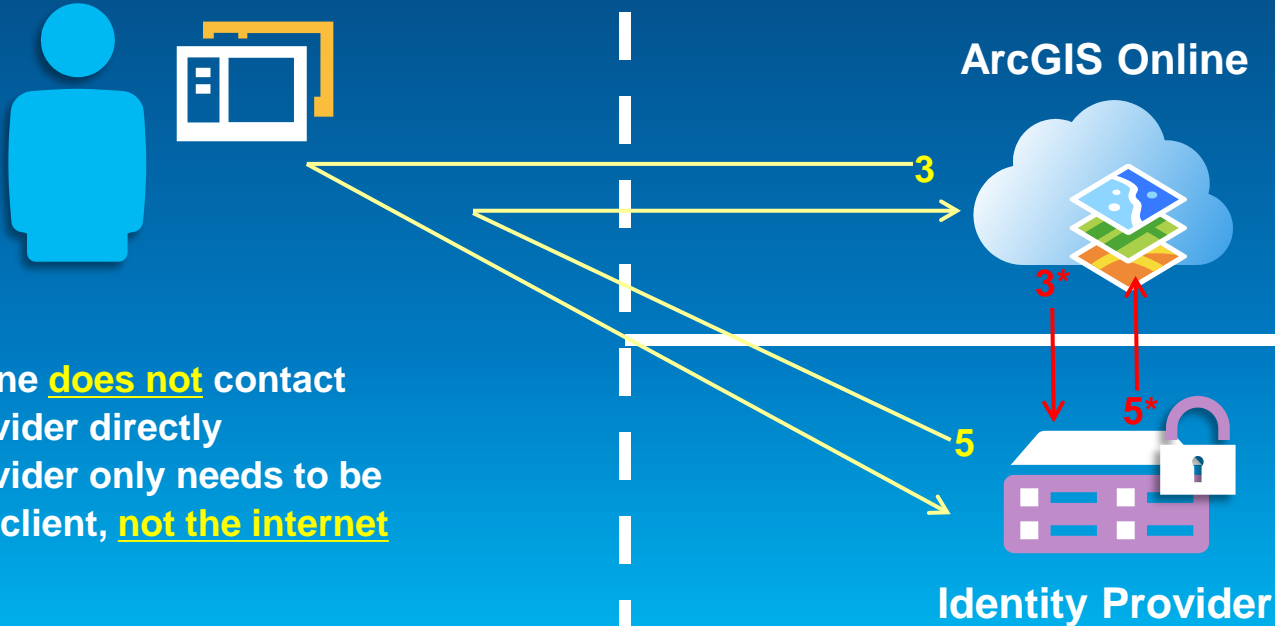 ArcGIS Online
3
3*
ne does not contact
vider directly
5*
5
vider only needs to be
client, not the internet
Identity Provider